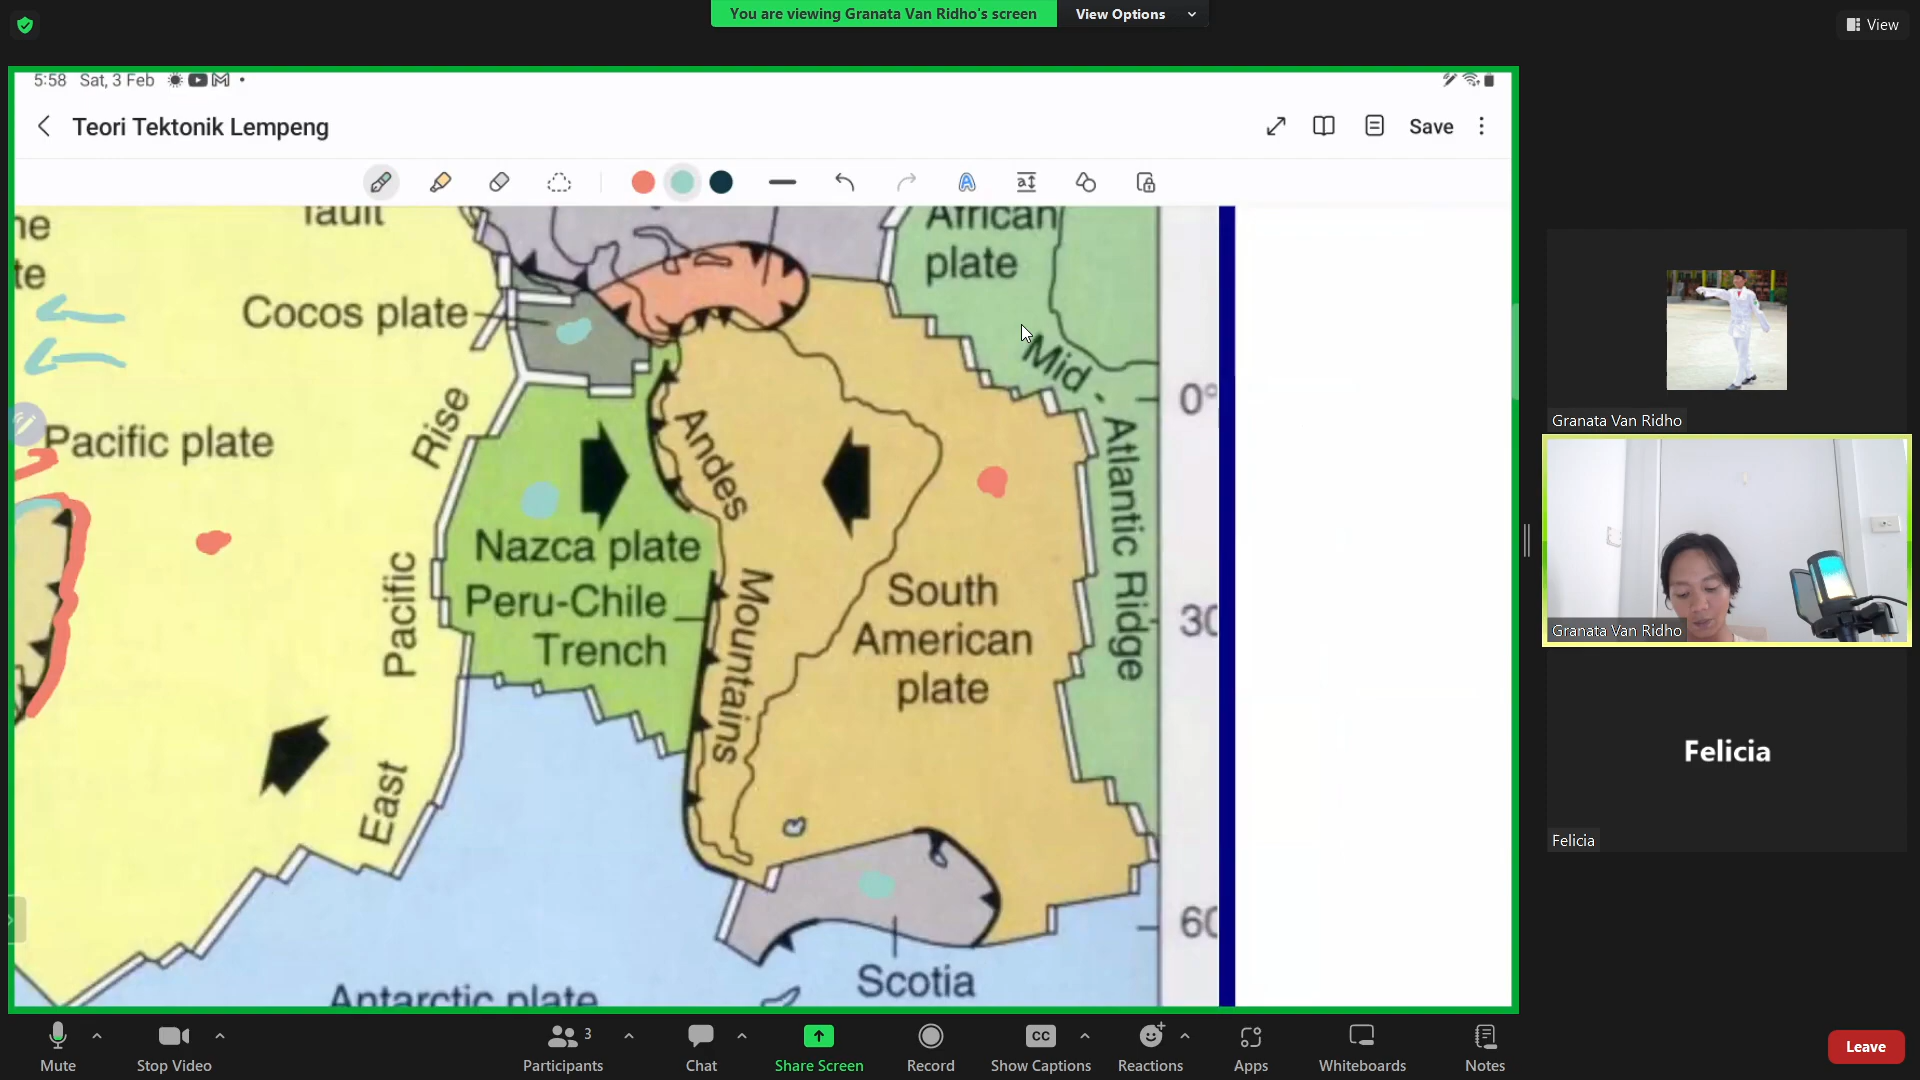 You are viewing Granata Van Ridho's screen
View Options
View
5:58 Sat, 3 Feb
Teori Tektonik Lempeng
Save
fault
African
plate
ne
te
Cocos plate
Mid - Atlantic Ridge
0°
Pacific plate
East Pacific Rise
Andes Mountains
Nazca plate
Peru-Chile
Trench
South
American
plate
30
60
Scotia
Antarctic plate
Granata Van Ridho
Granata Van Ridho
Felicia
Felicia
Mute
Stop Video
Participants
3
Chat
Share Screen
Record
CC
Show Captions
Reactions
Apps
Whiteboards
Notes
Leave